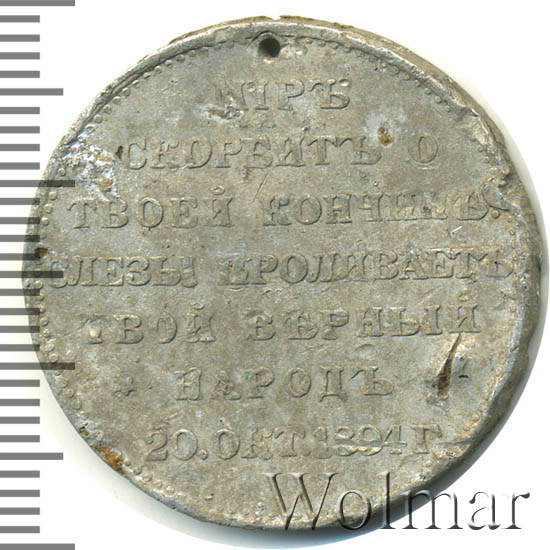 МІРЪ
СКОРБИТЪ О
ТВОЕЙ КОНЧИНѢ.
СЛЕЗЫ ПРОЛИВАЕТЪ
ТВОЙ ВѢРНЫЙ
НАРОДЪ
20.ОКТ.1894Г.
Wolmar